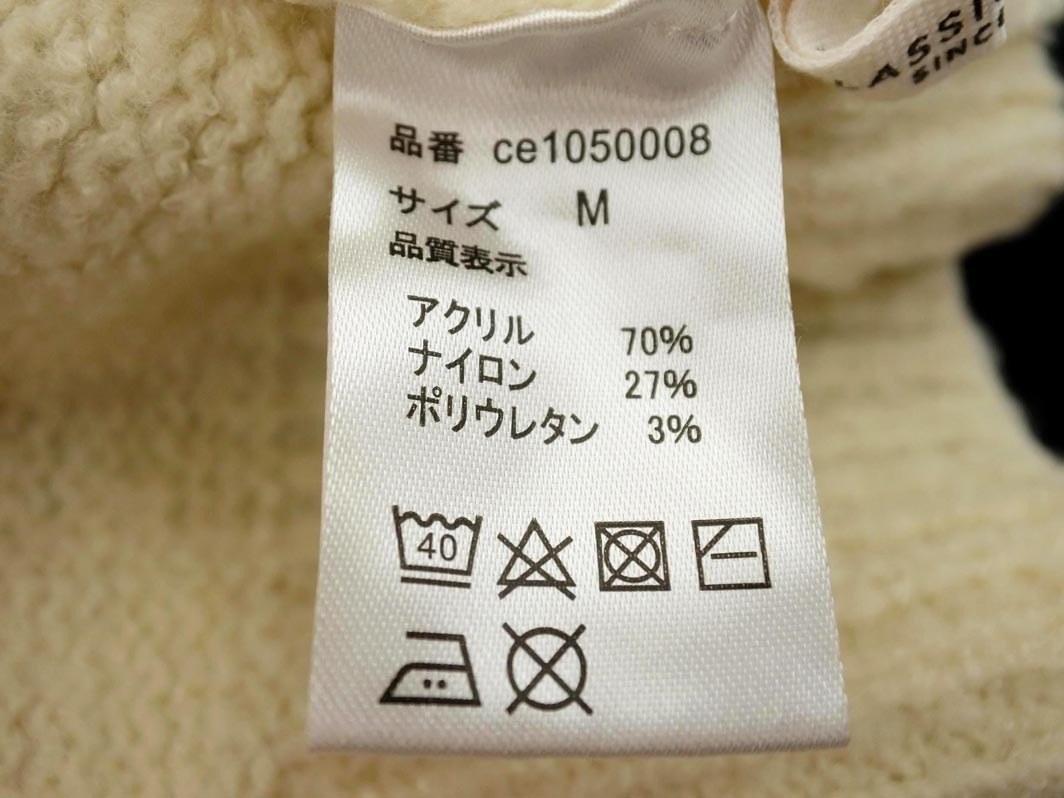 品番 ce1050008
サイズ M
品質表示
アクリル 70%
ナイロン 27%
ポリウレタン 3%
40